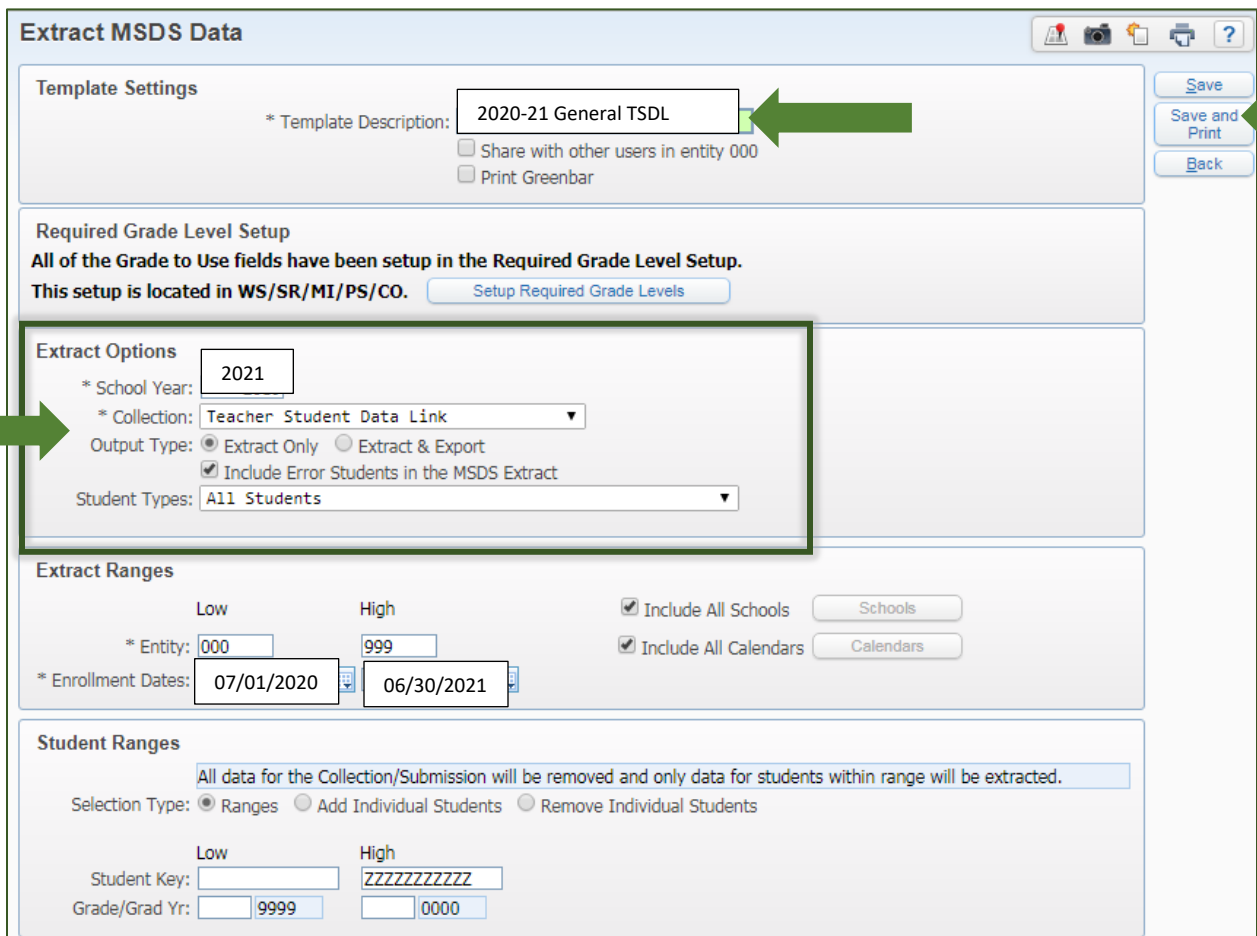 Extract MSDS Data
?
Template Settings
* Template Description: 2020-21 General TSDL
Share with other users in entity 000
Print Greenbar
Save
Save and
Print
Back
Required Grade Level Setup
All of the Grade to Use fields have been setup in the Required Grade Level Setup.
This setup is located in WS/SR/MI/PS/CO. Setup Required Grade Levels
Extract Options
* School Year: 2021
* Collection: Teacher Student Data Link
Output Type: Extract Only Extract & Export
Include Error Students in the MSDS Extract
Student Types: All Students
Extract Ranges
Low High Include All Schools Schools
* Entity: 000 999 Include All Calendars Calendars
* Enrollment Dates: 07/01/2020 06/30/2021
Student Ranges
All data for the Collection/Submission will be removed and only data for students within range will be extracted.
Selection Type: Ranges Add Individual Students Remove Individual Students
Low High
Student Key: ZZZZZZZZZZZ
Grade/Grad Yr: 9999 0000